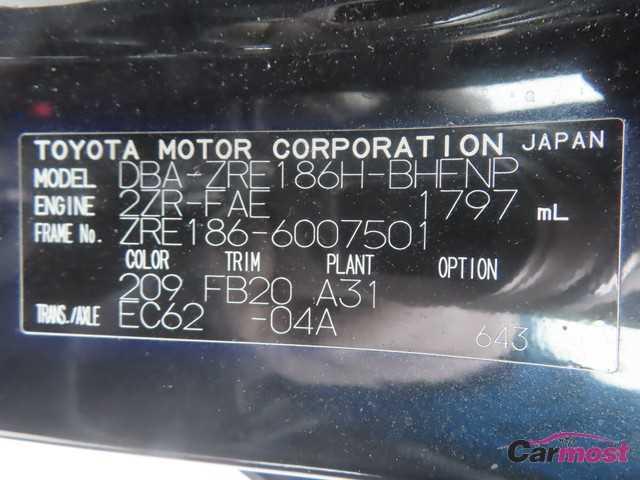 TOYOTA MOTOR CORPORATION JAPAN
MODEL DBA-ZRE186H-BHFNP
ENGINE 2ZR-FAE 1797 mL
FRAME No. ZRE186-6007501
COLOR TRIM PLANT OPTION
209 FB20 A31
TRANS./AXLE EC62 -04A
643
Carmost